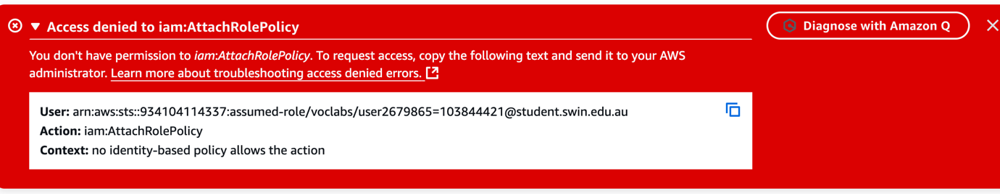 Access denied to iam:AttachRolePolicy
Diagnose with Amazon Q
You don't have permission to iam:AttachRolePolicy. To request access, copy the following text and send it to your AWS
administrator. Learn more about troubleshooting access denied errors.
User: arn:aws:sts::934104114337:assumed-role/voclabs/user2679865=103844421@student.swin.edu.au
Action: iam:AttachRolePolicy
Context: no identity-based policy allows the action